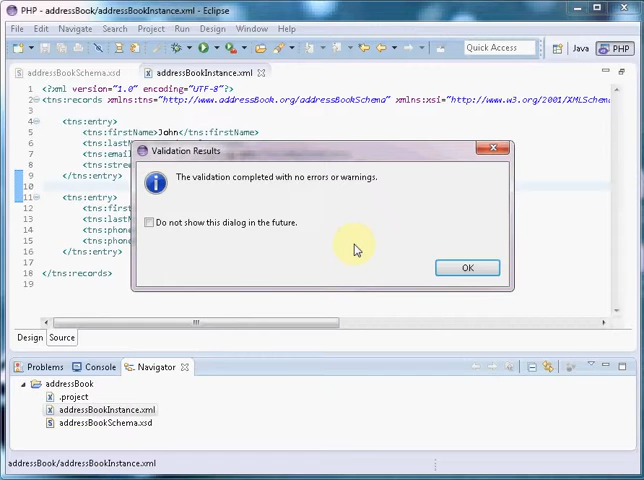 PHP - addressBook/addressBookInstance.xml - Eclipse
File Edit Navigate Search Project Run Design Window Help
Quick Access Java PHP
addressBookSchema.xsd addressBookInstance.xml
1 <?xml version="1.0" encoding="UTF-8"?>
2 <tns:records xmlns:tns="http://www.addressBook.org/addressBookSchema" xmlns:xsi="http://www.w3.org/2001/XMLSchema
3
4 <tns:entry>
5 <tns:firstName>John</tns:firstName>
6 <tns:last
7 <tns:email
8 <tns:stre
9 </tns:entry>
10
11 <tns:entry>
12 <tns:first
13 <tns:lastN
14 <tns:phone
15 <tns:phone
16 </tns:entry>
17
18 </tns:records>
19
Validation Results
The validation completed with no errors or warnings.
Do not show this dialog in the future.
OK
Design Source
Problems Console Navigator
addressBook
.project
addressBookInstance.xml
addressBookSchema.xsd
addressBook/addressBookInstance.xml